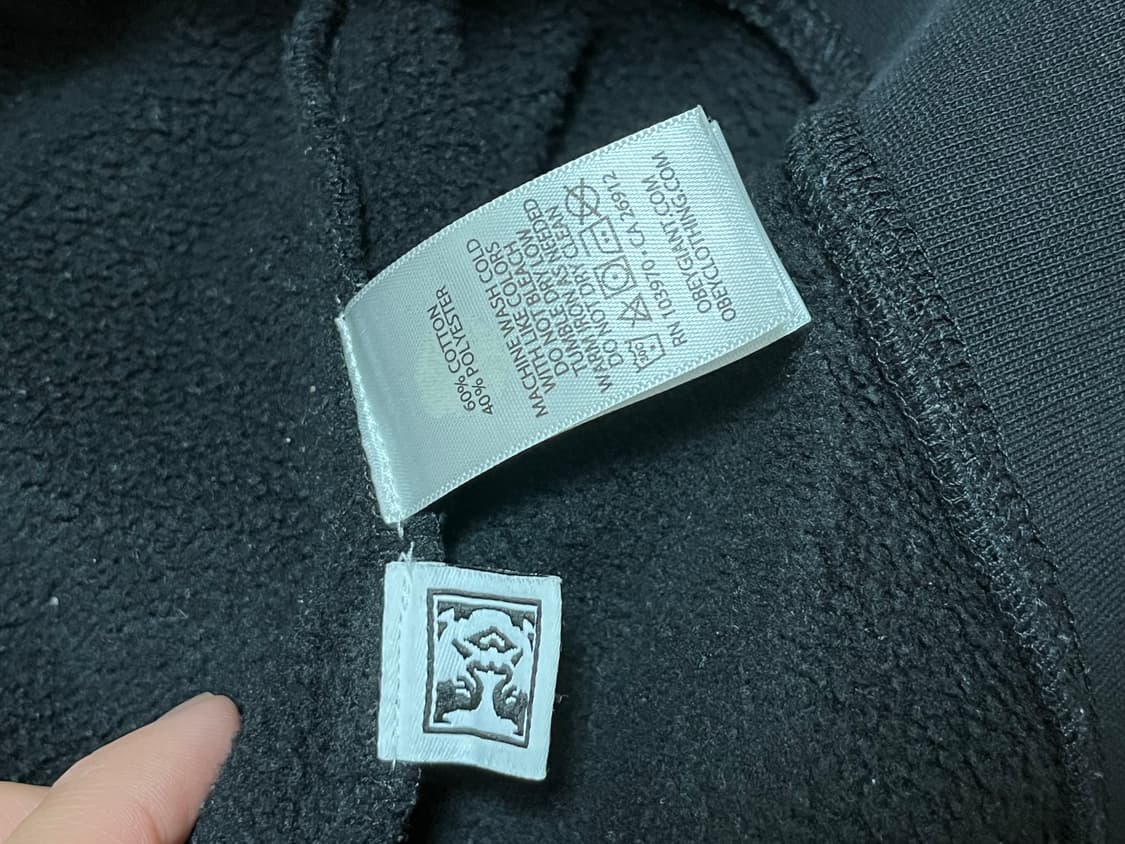 60% COTTON
40% POLYESTER
MACHINE WASH COLD
WITH LIKE COLORS
DO NOT BLEACH
TUMBLE DRY LOW
WARM IRON AS NEEDED
DO NOT DRY CLEAN
30C
RN 103970 · CA 26912
OBEYGIANT.COM
OBEYCLOTHING.COM